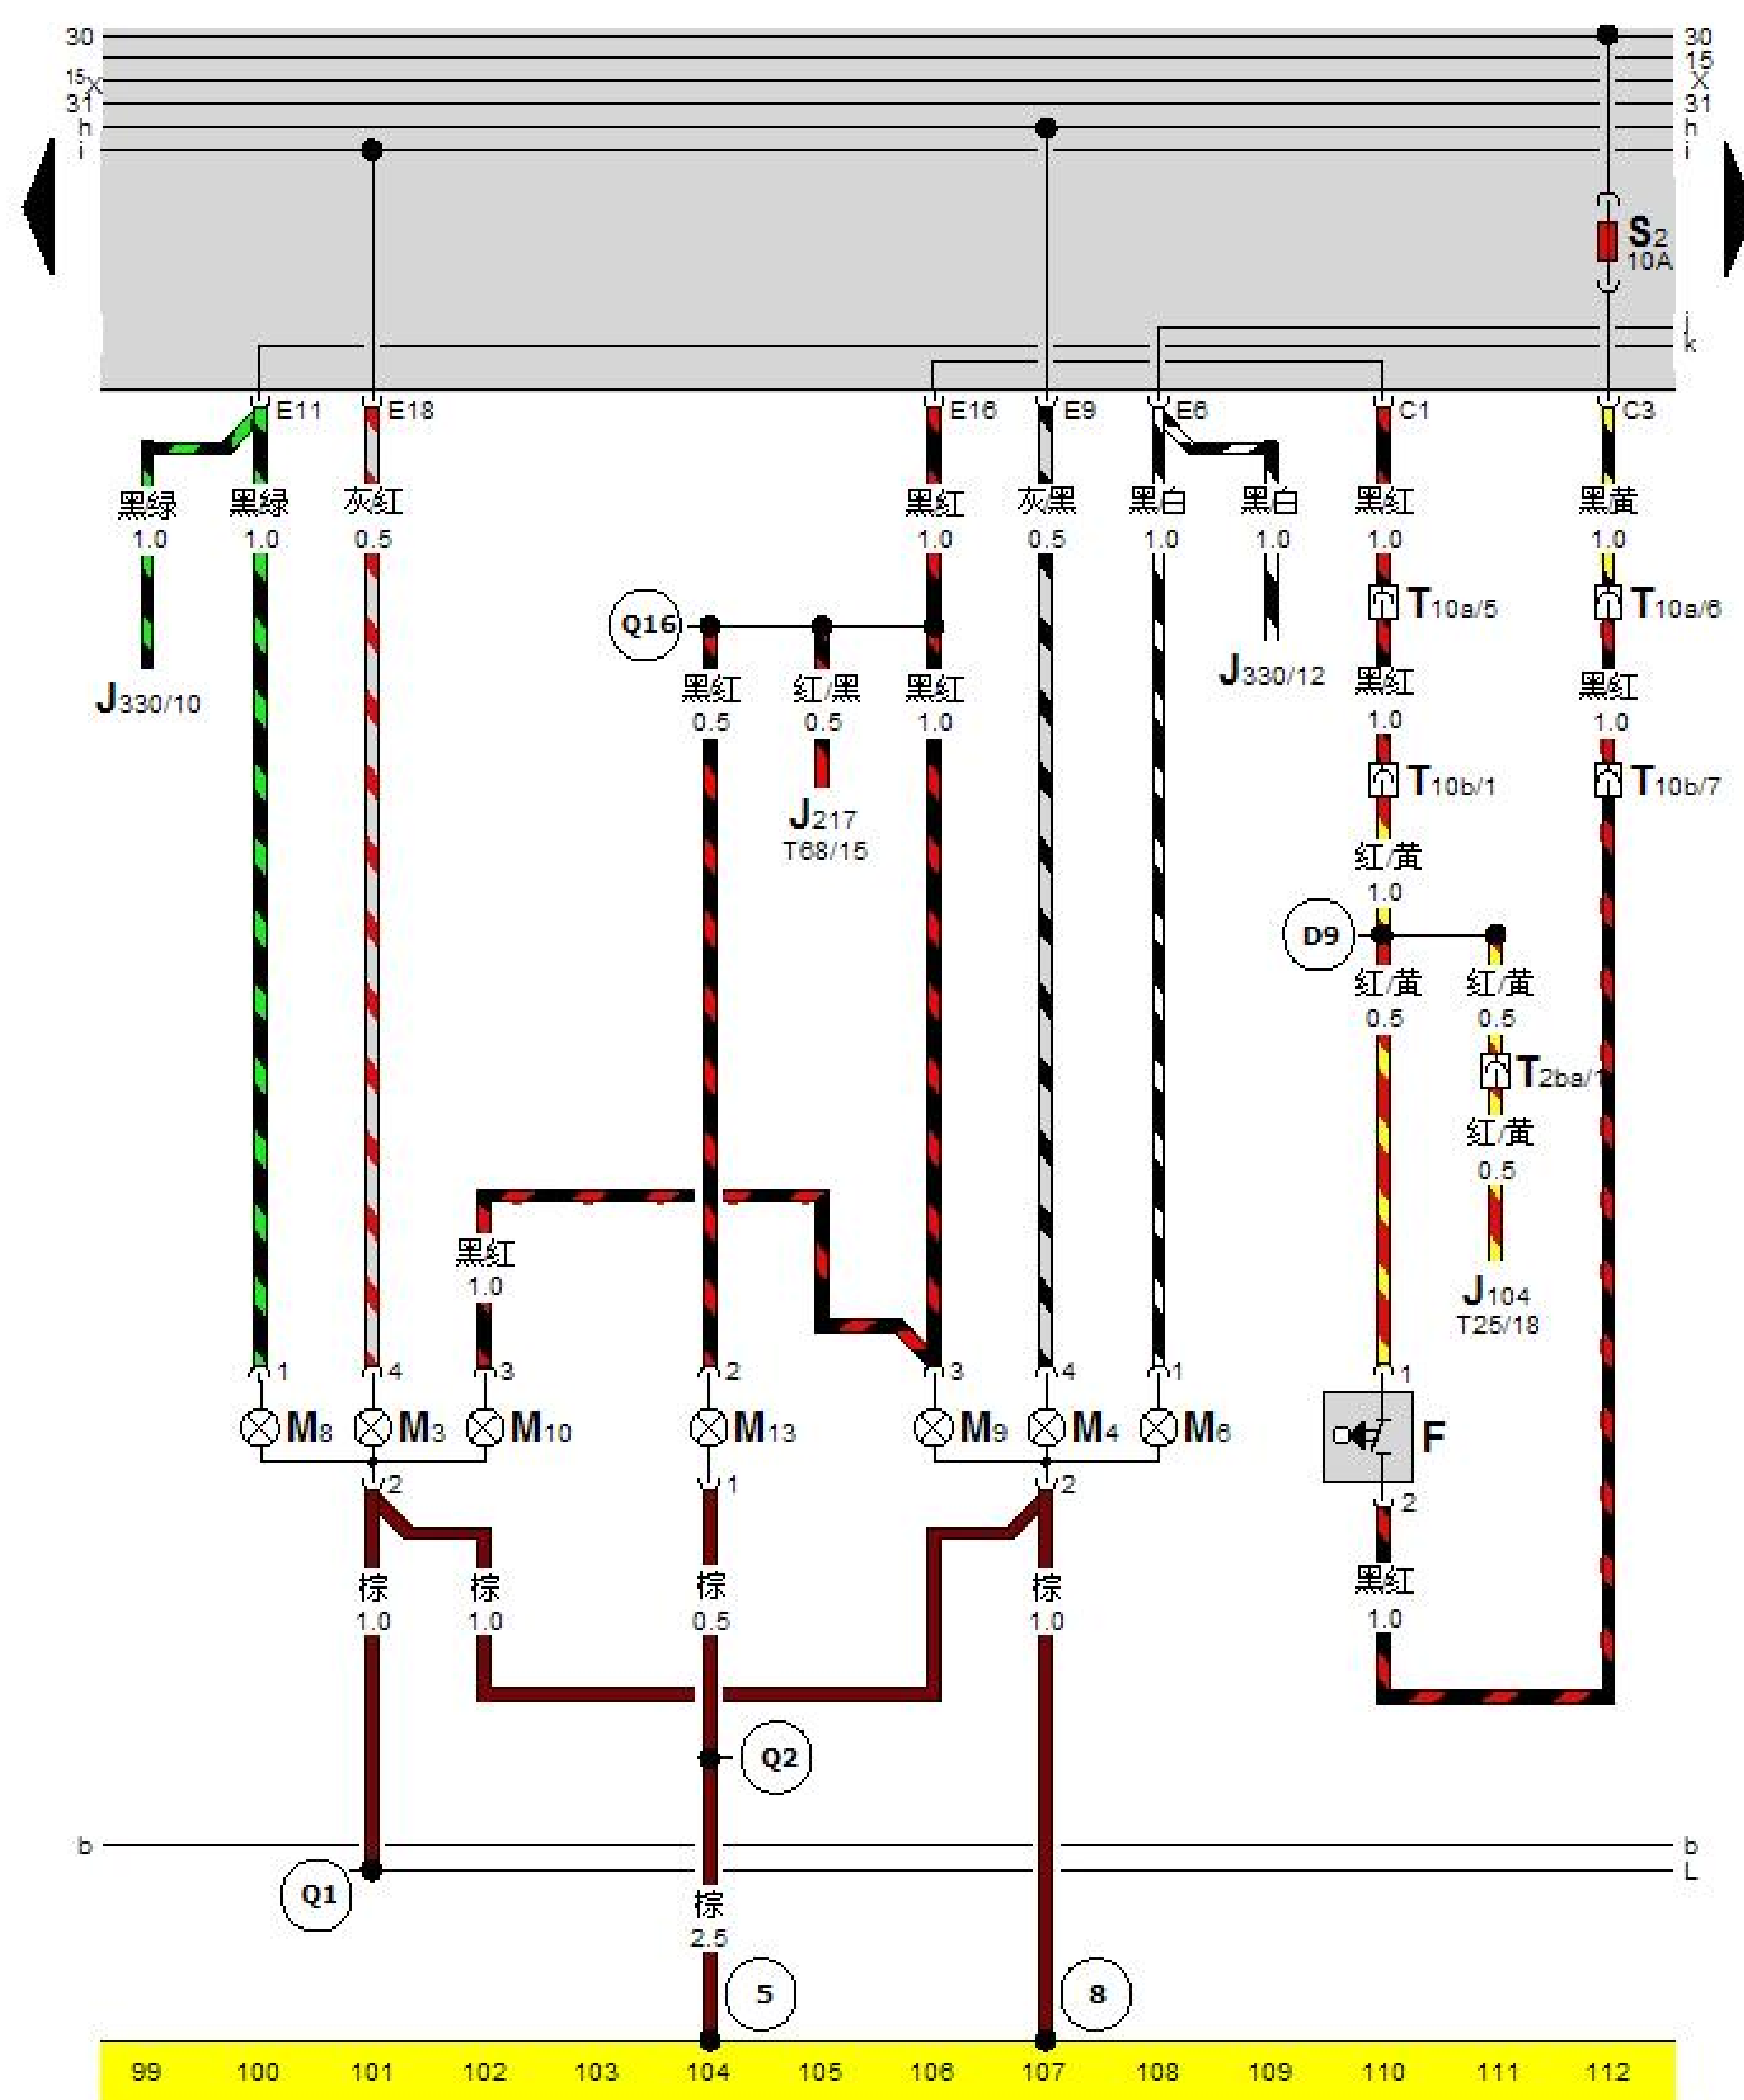 30 30
15 15
X X
31 31
h h
i i
S2
10A
j
k
E11 E18 E16 E9 E6 C1 C3
黑绿 黑绿 灰/红 黑红 灰/黑 黑白 黑白 黑红 黑黄
1.0 1.0 0.5 1.0 0.5 1.0 1.0 1.0 1.0
T10a/5 T10a/6
Q16
黑/红 红/黑 黑红 J330/12 黑红 黑红
J330/10 0.5 0.5 1.0 1.0 1.0
T10b/1 T10b/7
J217
T68/15
红/黄
1.0
D9
红/黄 红/黄
0.5 0.5
T2ba/1
红/黄
0.5
黑红
1.0
J104
T25/18
1 4 3 2 3 4 1 1
M8 M3 M10 M13 M9 M4 M6 F
2 1 2 2
棕 棕 棕 棕 黑红
1.0 1.0 0.5 1.0 1.0
Q2
b b
L
Q1
棕
2.5
5 8
99 100 101 102 103 104 105 106 107 108 109 110 111 112